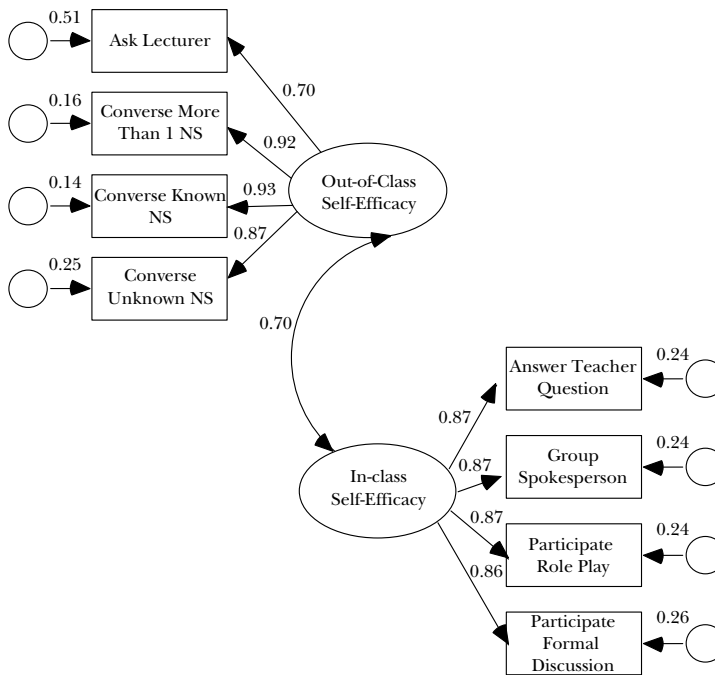 0.51
Ask Lecturer
0.70
0.16
Converse More
Than 1 NS
0.92
0.14
Converse Known
NS
0.93
0.87
0.25
Converse
Unknown NS
Out-of-Class
Self-Efficacy
0.70
In-class
Self-Efficacy
0.87
Answer Teacher
Question
0.24
0.87
Group
Spokesperson
0.24
0.87
Participate
Role Play
0.24
0.86
Participate
Formal
Discussion
0.26